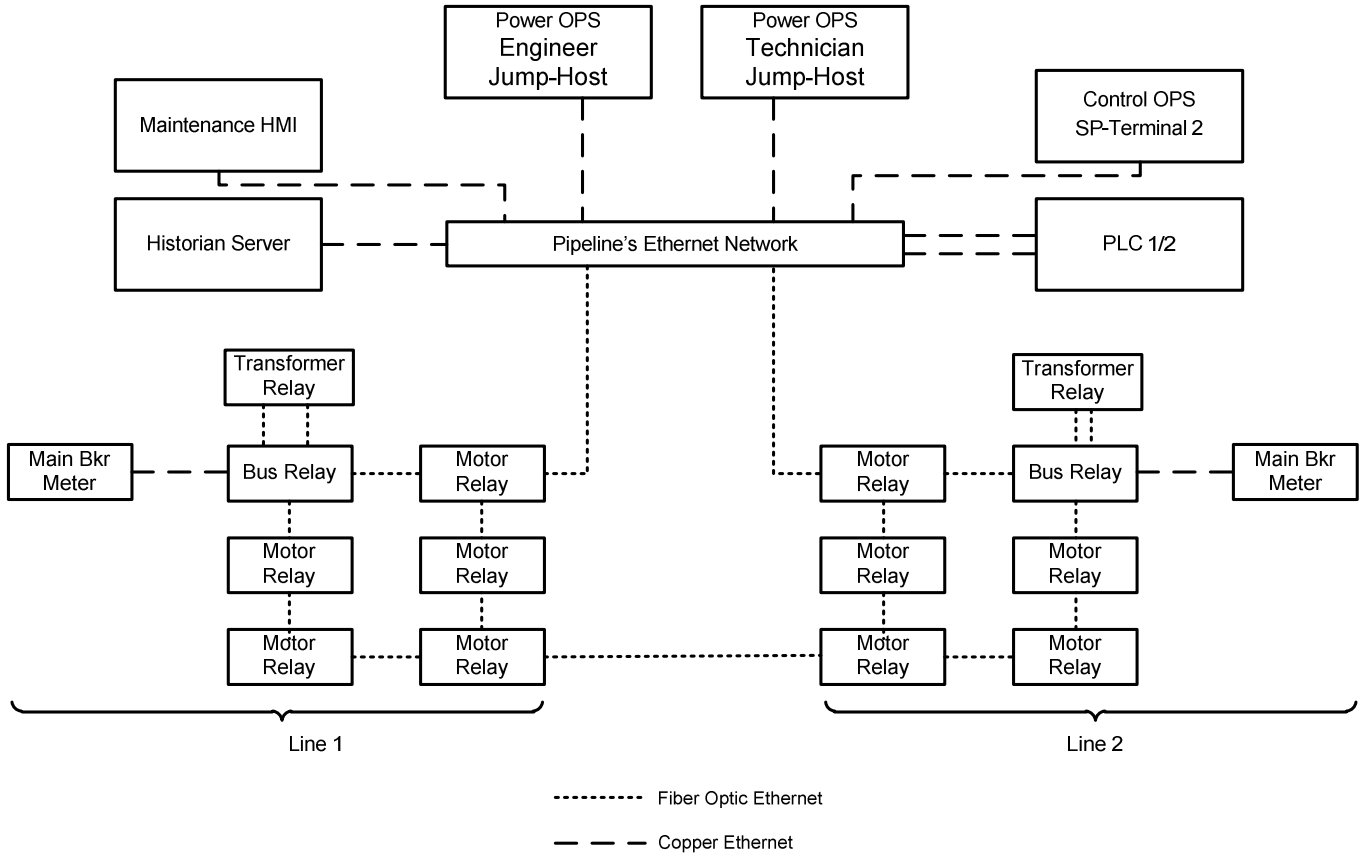 Power OPS
Engineer
Jump-Host
Power OPS
Technician
Jump-Host
Maintenance HMI
Control OPS
SP-Terminal 2
Historian Server
Pipeline's Ethernet Network
PLC 1/2
Transformer
Relay
Transformer
Relay
Main Bkr
Meter
Bus Relay
Motor
Relay
Motor
Relay
Bus Relay
Main Bkr
Meter
Motor
Relay
Motor
Relay
Motor
Relay
Motor
Relay
Motor
Relay
Motor
Relay
Motor
Relay
Motor
Relay
Line 1
Line 2
Fiber Optic Ethernet
Copper Ethernet